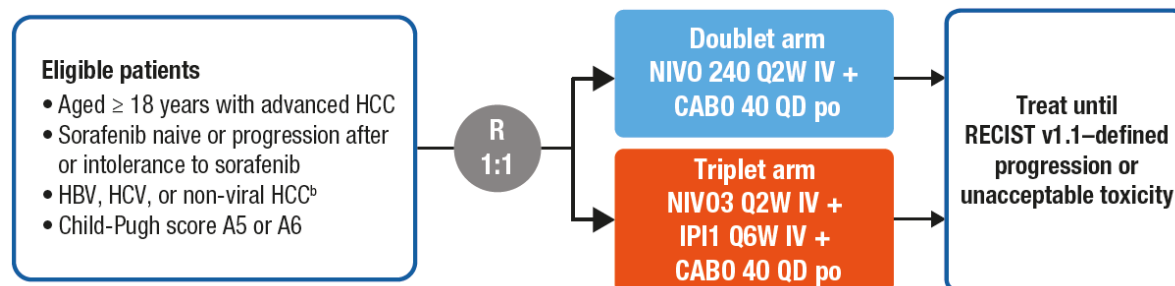 Eligible patients
• Aged ≥ 18 years with advanced HCC
• Sorafenib naive or progression after
or intolerance to sorafenib
• HBV, HCV, or non-viral HCCᵇ
• Child-Pugh score A5 or A6
R
1:1
Doublet arm
NIVO 240 Q2W IV +
CABO 40 QD po
Triplet arm
NIVO3 Q2W IV +
IPI1 Q6W IV +
CABO 40 QD po
Treat until
RECIST v1.1–defined
progression or
unacceptable toxicity